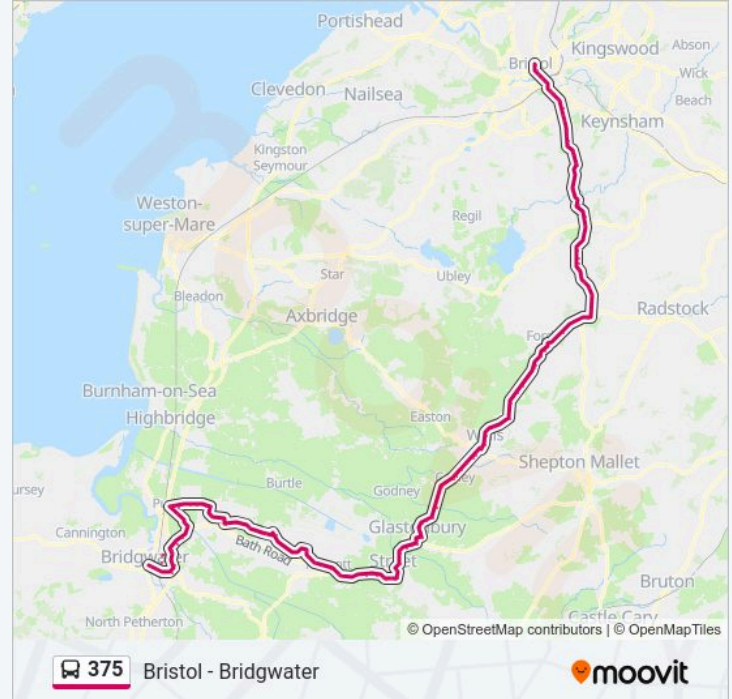 Portishead
Kingswood
Abson
Bristol
Wick
Clevedon
Nailsea
Beach
Keynsham
Kingston
Seymour
Weston-
super-Mare
Regil
Star
Ubley
Bleadon
Radstock
Axbridge
Burnham-on-Sea
Highbridge
Easton
Wells
Shepton Mallet
Burtle
Godney
Glastonbury
Cannington
Bath Road
Street
Bridgwater
Bruton
North Petherton
Castle Cary
© OpenStreetMap contributors | © OpenMapTiles
375 Bristol - Bridgwater
moovit